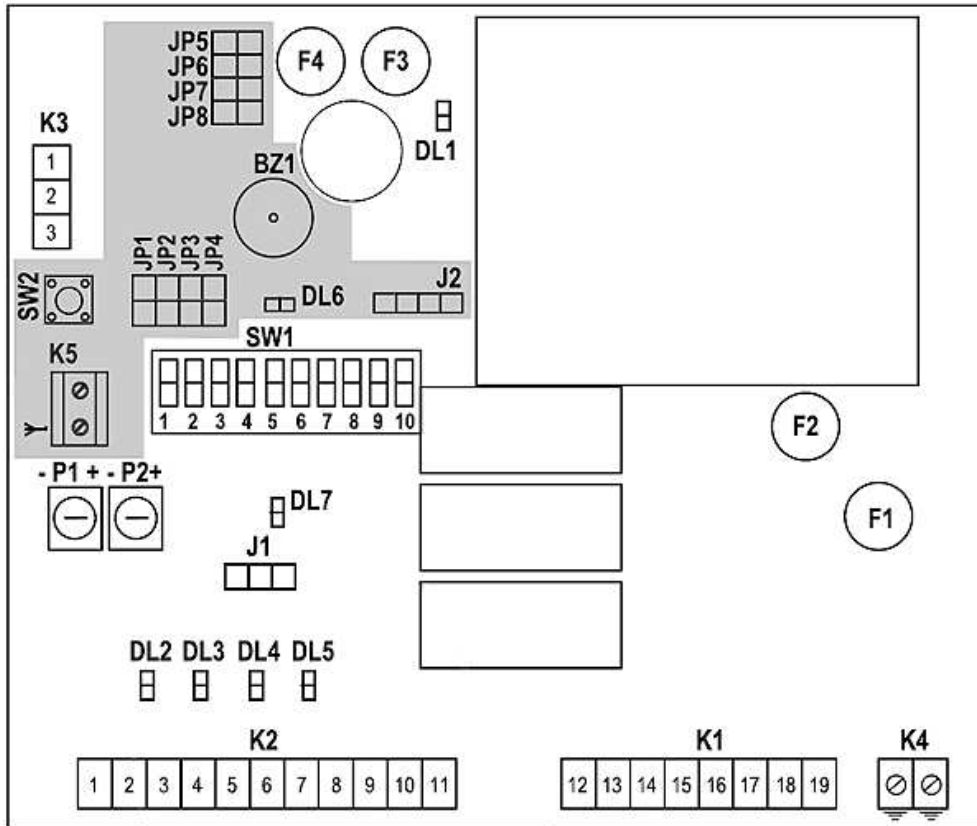 JP5
JP6
JP7
JP8
F4
F3
DL1
K3
1
2
3
BZ1
JP1
JP2
JP3
JP4
SW2
DL6
J2
SW1
1 2 3 4 5 6 7 8 9 10
K5
F2
- P1 + - P2+
DL7
F1
J1
DL2 DL3 DL4 DL5
K2
1 2 3 4 5 6 7 8 9 10 11
K1
12 13 14 15 16 17 18 19
K4